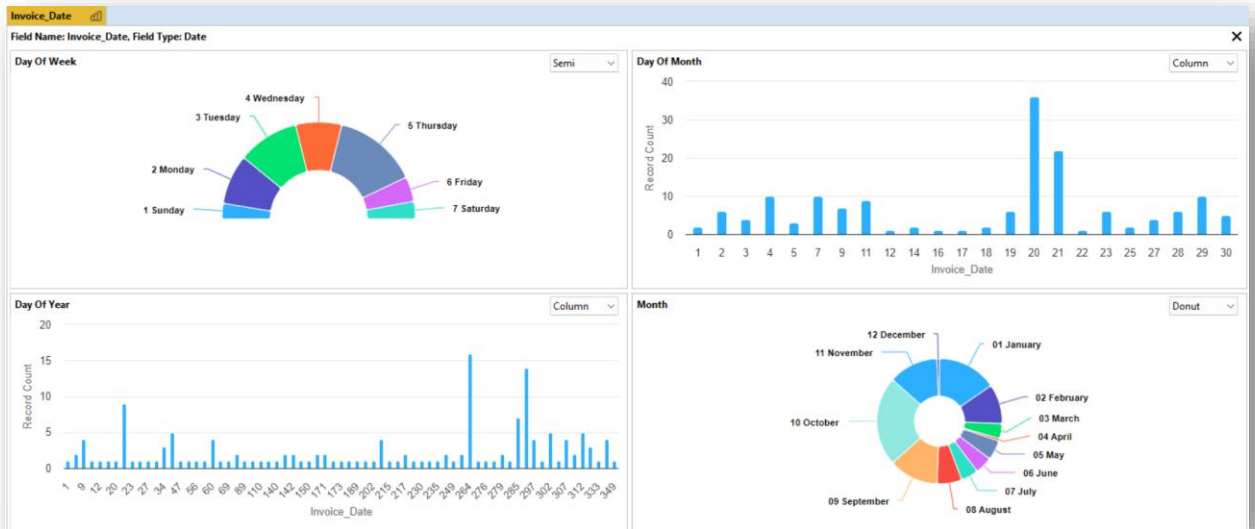 Invoice_Date
Field Name: Invoice_Date, Field Type: Date
Day Of Week
Semi
4 Wednesday
3 Tuesday
5 Thursday
2 Monday
6 Friday
1 Sunday
7 Saturday
Day Of Month
Column
40
30
20
10
0
Record Count
1 2 3 4 5 7 9 11 12 14 16 17 18 19 20 21 22 23 25 27 28 29 30
Invoice_Date
Day Of Year
Column
20
15
10
5
0
Record Count
1 9 12 23 27 34 47 56 60 69 89 110 140 142 150 171 173 189 202 215 217 230 235 249 264 276 279 285 297 302 307 312 333 349
Invoice_Date
Month
Donut
12 December
01 January
11 November
02 February
03 March
10 October
04 April
05 May
06 June
09 September
07 July
08 August